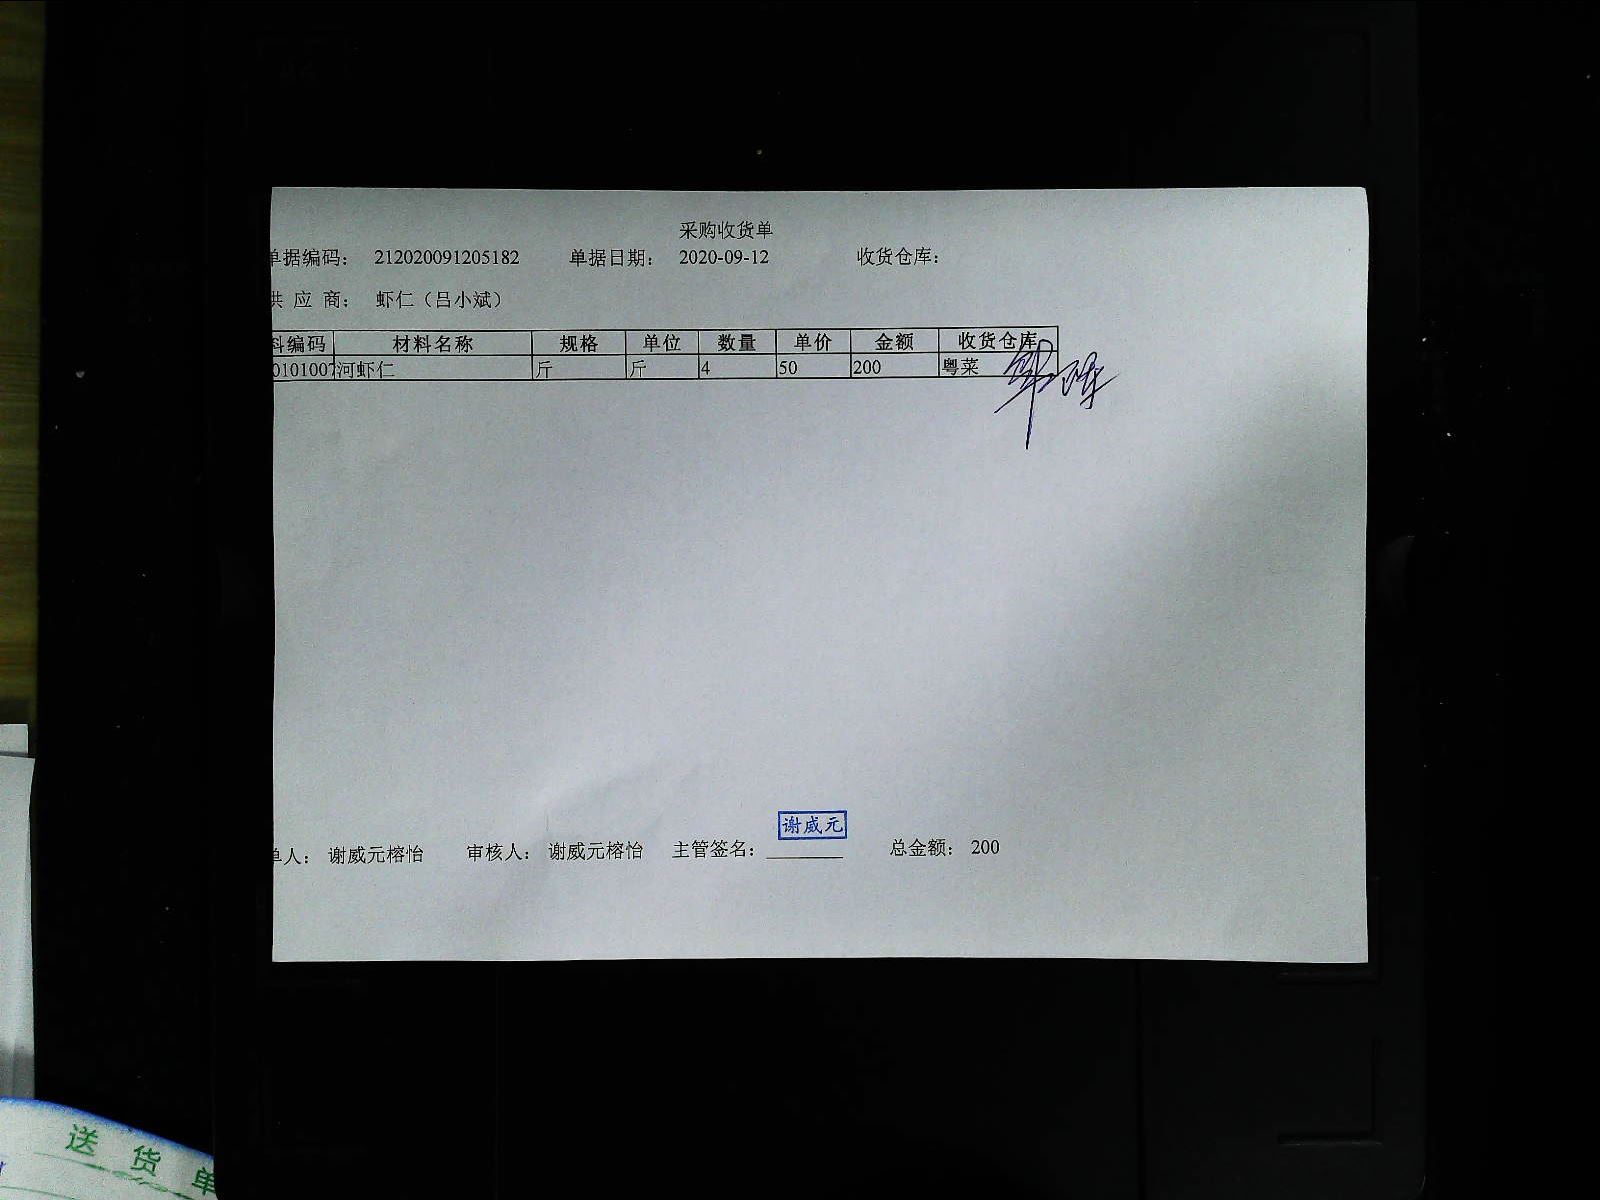 采购收货单
单据编码： 212020091205182 单据日期： 2020-09-12 收货仓库：
供 应 商： 虾仁（吕小斌）
料编码 材料名称 规格 单位 数量 单价 金额 收货仓库
0101007 河虾仁 斤 斤 4 50 200 粤菜
谢威元
单人： 谢威元榕怡 审核人： 谢威元榕怡 主管签名： 总金额： 200
送货单